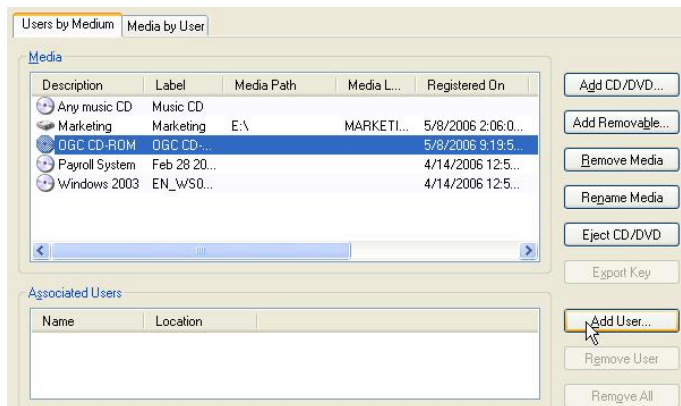 Users by Medium Media by User
Media
Description Label Media Path Media L... Registered On
Add CD/DVD...
Any music CD Music CD
Marketing Marketing E:\ MARKETI... 5/8/2006 2:06:0...
Add Removable...
OGC CD-ROM OGC CD-... 5/8/2006 9:19:5...
Payroll System Feb 28 20... 4/14/2006 12:5...
Remove Media
Windows 2003 EN_WS0... 4/14/2006 12:5...
Rename Media
Eject CD/DVD
Export Key
Associated Users
Name Location
Add User...
Remove User
Remove All